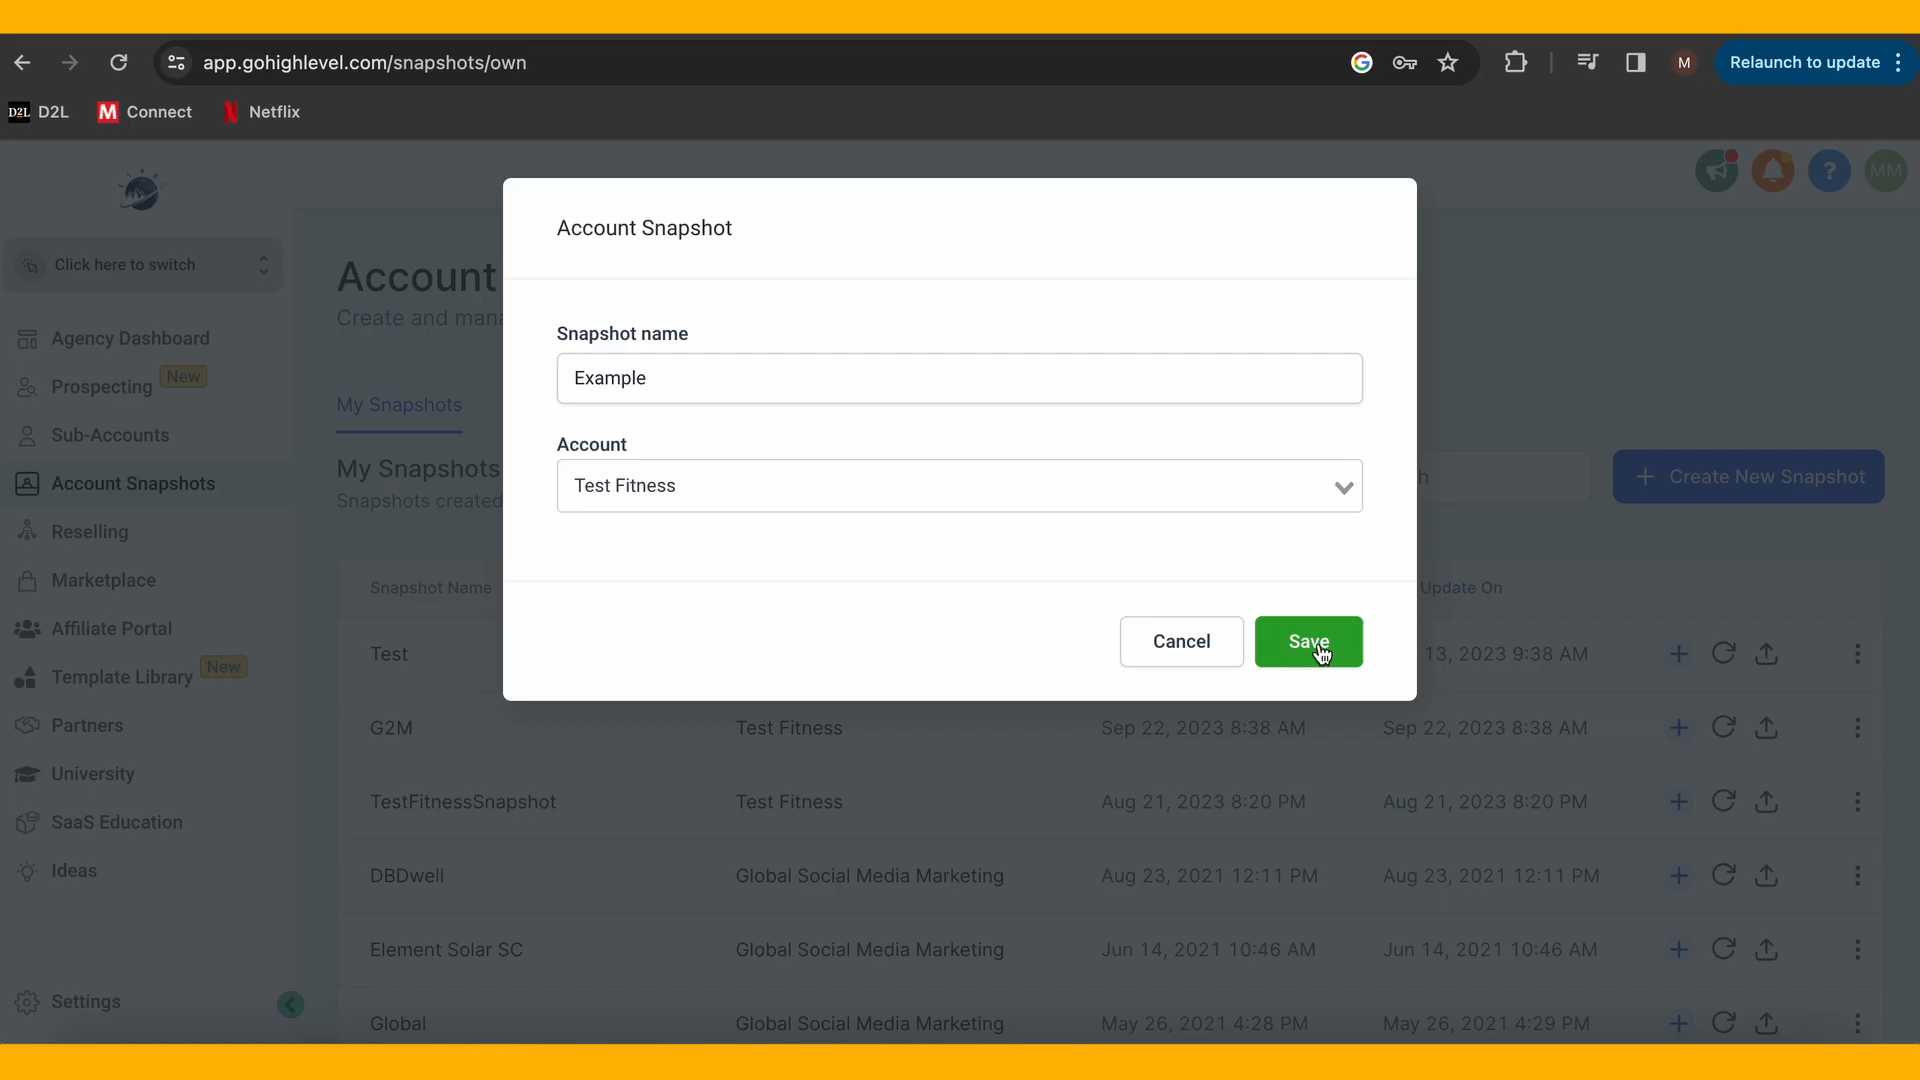 app.gohighlevel.com/snapshots/own
M
Relaunch to update
D2L D2L
M Connect
Netflix
? MM
Click here to switch
Agency Dashboard
Prospecting New
Sub-Accounts
Account Snapshots
Reselling
Marketplace
Affiliate Portal
Template Library New
Partners
University
SaaS Education
Ideas
Settings
Account
Create and mana
My Snapshots
My Snapshots
Snapshots created
h
+ Create New Snapshot
Account Snapshot
Snapshot name
Example
Account
Test Fitness
Cancel
Save
Snapshot Name Update On
Test 13, 2023 9:38 AM
G2M Test Fitness Sep 22, 2023 8:38 AM Sep 22, 2023 8:38 AM
TestFitnessSnapshot Test Fitness Aug 21, 2023 8:20 PM Aug 21, 2023 8:20 PM
DBDwell Global Social Media Marketing Aug 23, 2021 12:11 PM Aug 23, 2021 12:11 PM
Element Solar SC Global Social Media Marketing Jun 14, 2021 10:46 AM Jun 14, 2021 10:46 AM
Global Global Social Media Marketing May 26, 2021 4:28 PM May 26, 2021 4:29 PM